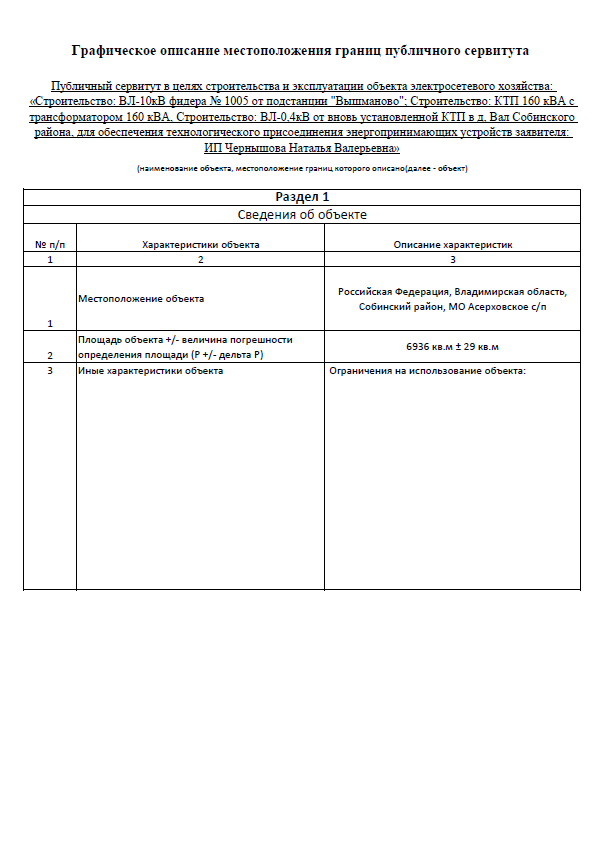 Графическое описание местоположения границ публичного сервитута
Публичный сервитут в целях строительства и эксплуатации объекта электросетевого хозяйства:
«Строительство: ВЛ-10кВ фидера № 1005 от подстанции "Вышманово"; Строительство: КТП 160 кВА с
трансформатором 160 кВА, Строительство: ВЛ-0,4кВ от вновь установленной КТП в д, Вал Собинского
района, для обеспечения технологического присоединения энергопринимающих устройств заявителя:
ИП Чернышова Наталья Валерьевна»
(наименование объекта, местоположение границ которого описано(далее - объект)
Раздел 1
Сведения об объекте
№ п/п Характеристики объекта Описание характеристик
1 2 3
Российская Федерация, Владимирская область,
Местоположение объекта
Собинский район, МО Асерховское с/п
1
Площадь объекта +/- величина погрешности
6936 кв.м ± 29 кв.м
2 определения площади (P +/- дельта P)
3 Иные характеристики объекта Ограничения на использование объекта: